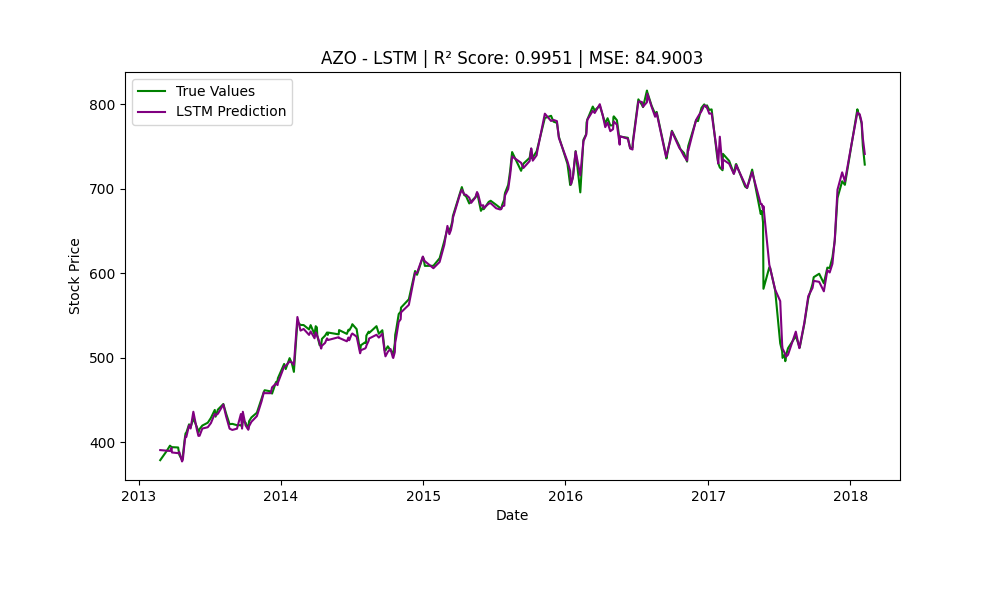 AZO - LSTM | R² Score: 0.9951 | MSE: 84.9003
True Values
LSTM Prediction
800
700
600
500
400
Stock Price
2013 2014 2015 2016 2017 2018
Date